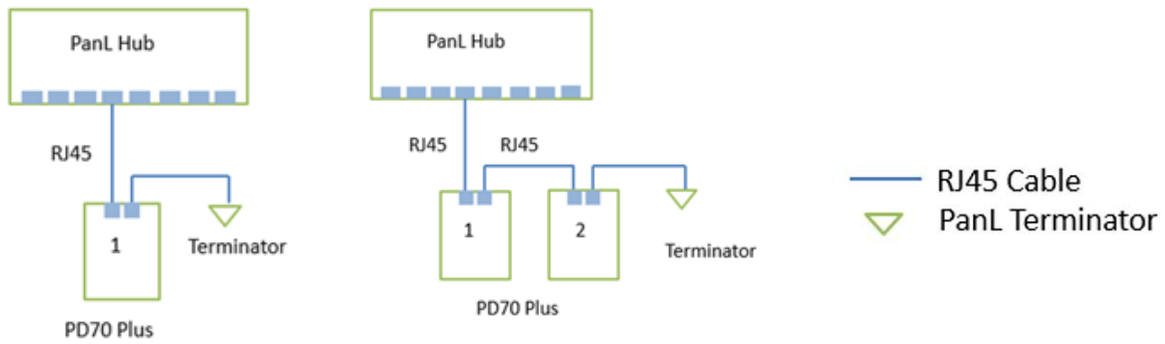 PanL Hub
RJ45
1
Terminator
PD70 Plus
PanL Hub
RJ45 RJ45
1 2
Terminator
PD70 Plus
RJ45 Cable
PanL Terminator